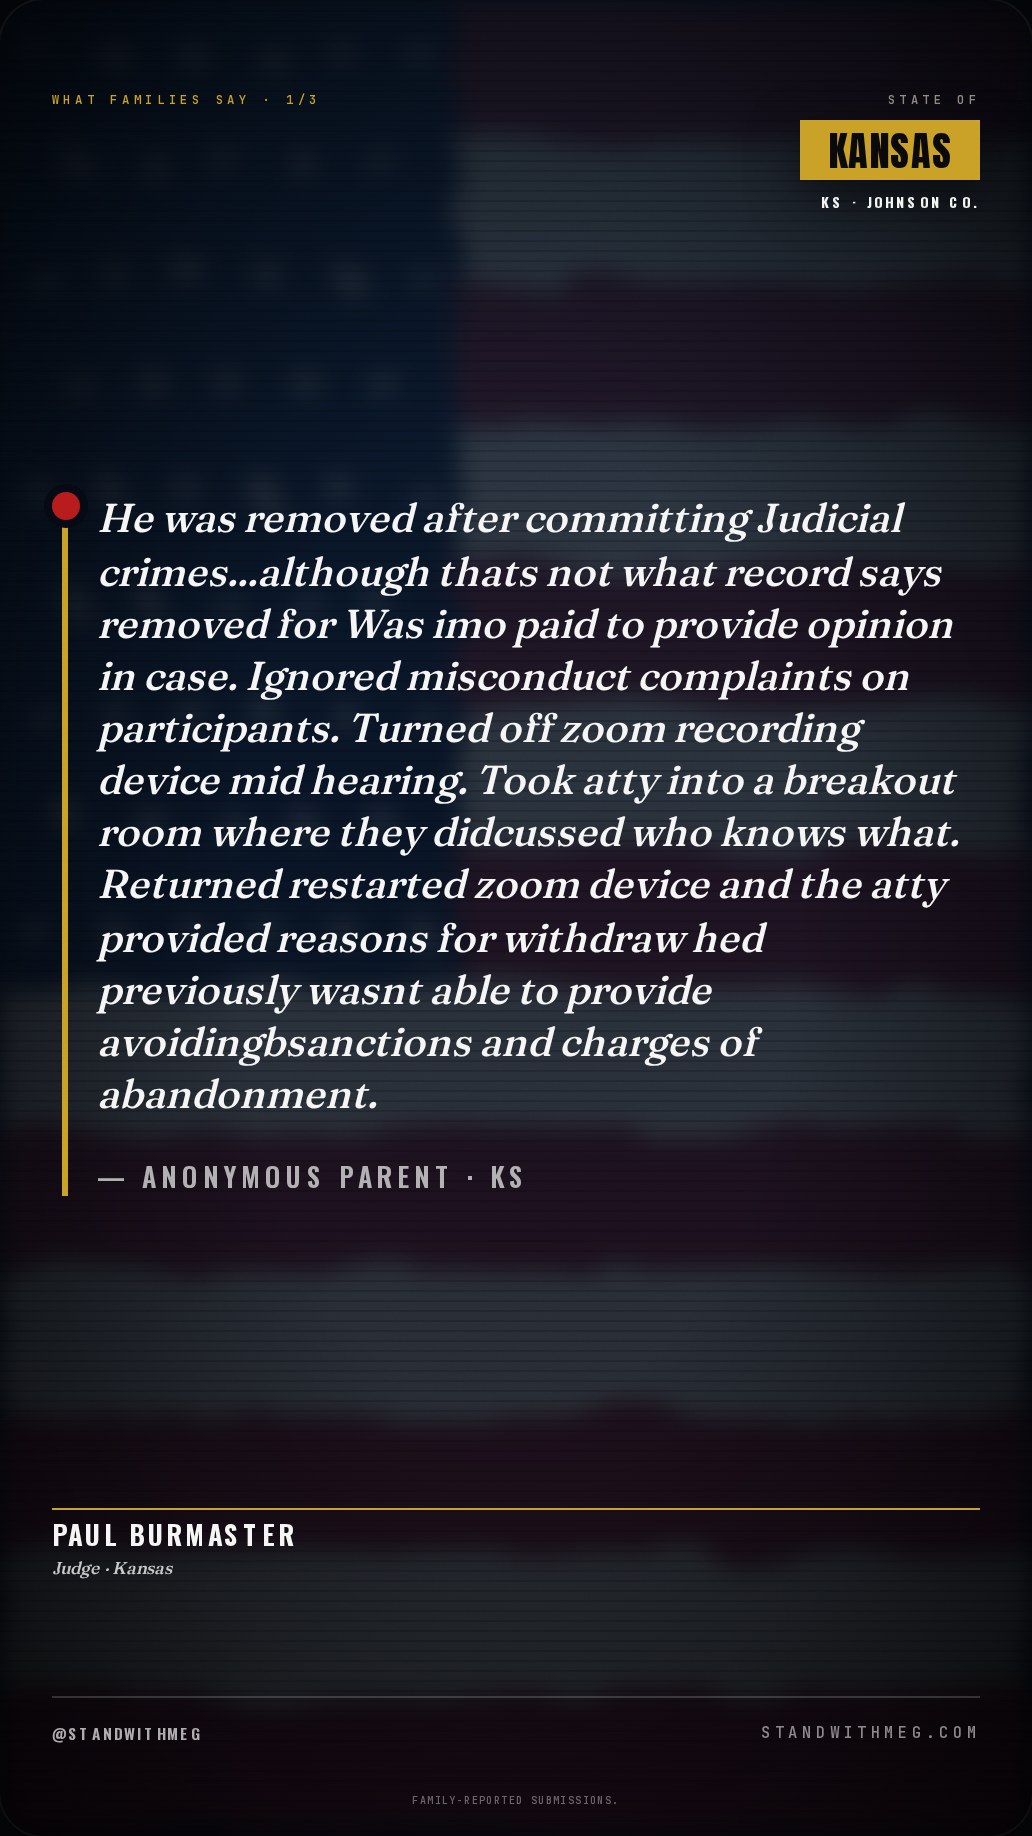 WHAT FAMILIES SAY · 1/3
STATE OF
KANSAS
KS · JOHNSON CO.
He was removed after committing Judicial
crimes...although thats not what record says
removed for Was imo paid to provide opinion
in case. Ignored misconduct complaints on
participants. Turned off zoom recording
device mid hearing. Took atty into a breakout
room where they didcussed who knows what.
Returned restarted zoom device and the atty
provided reasons for withdraw hed
previously wasnt able to provide
avoidingbsanctions and charges of
abandonment.
— ANONYMOUS PARENT · KS
PAUL BURMASTER
Judge · Kansas
@STANDWITHMEG
STANDWITHMEG.COM
FAMILY-REPORTED SUBMISSIONS.